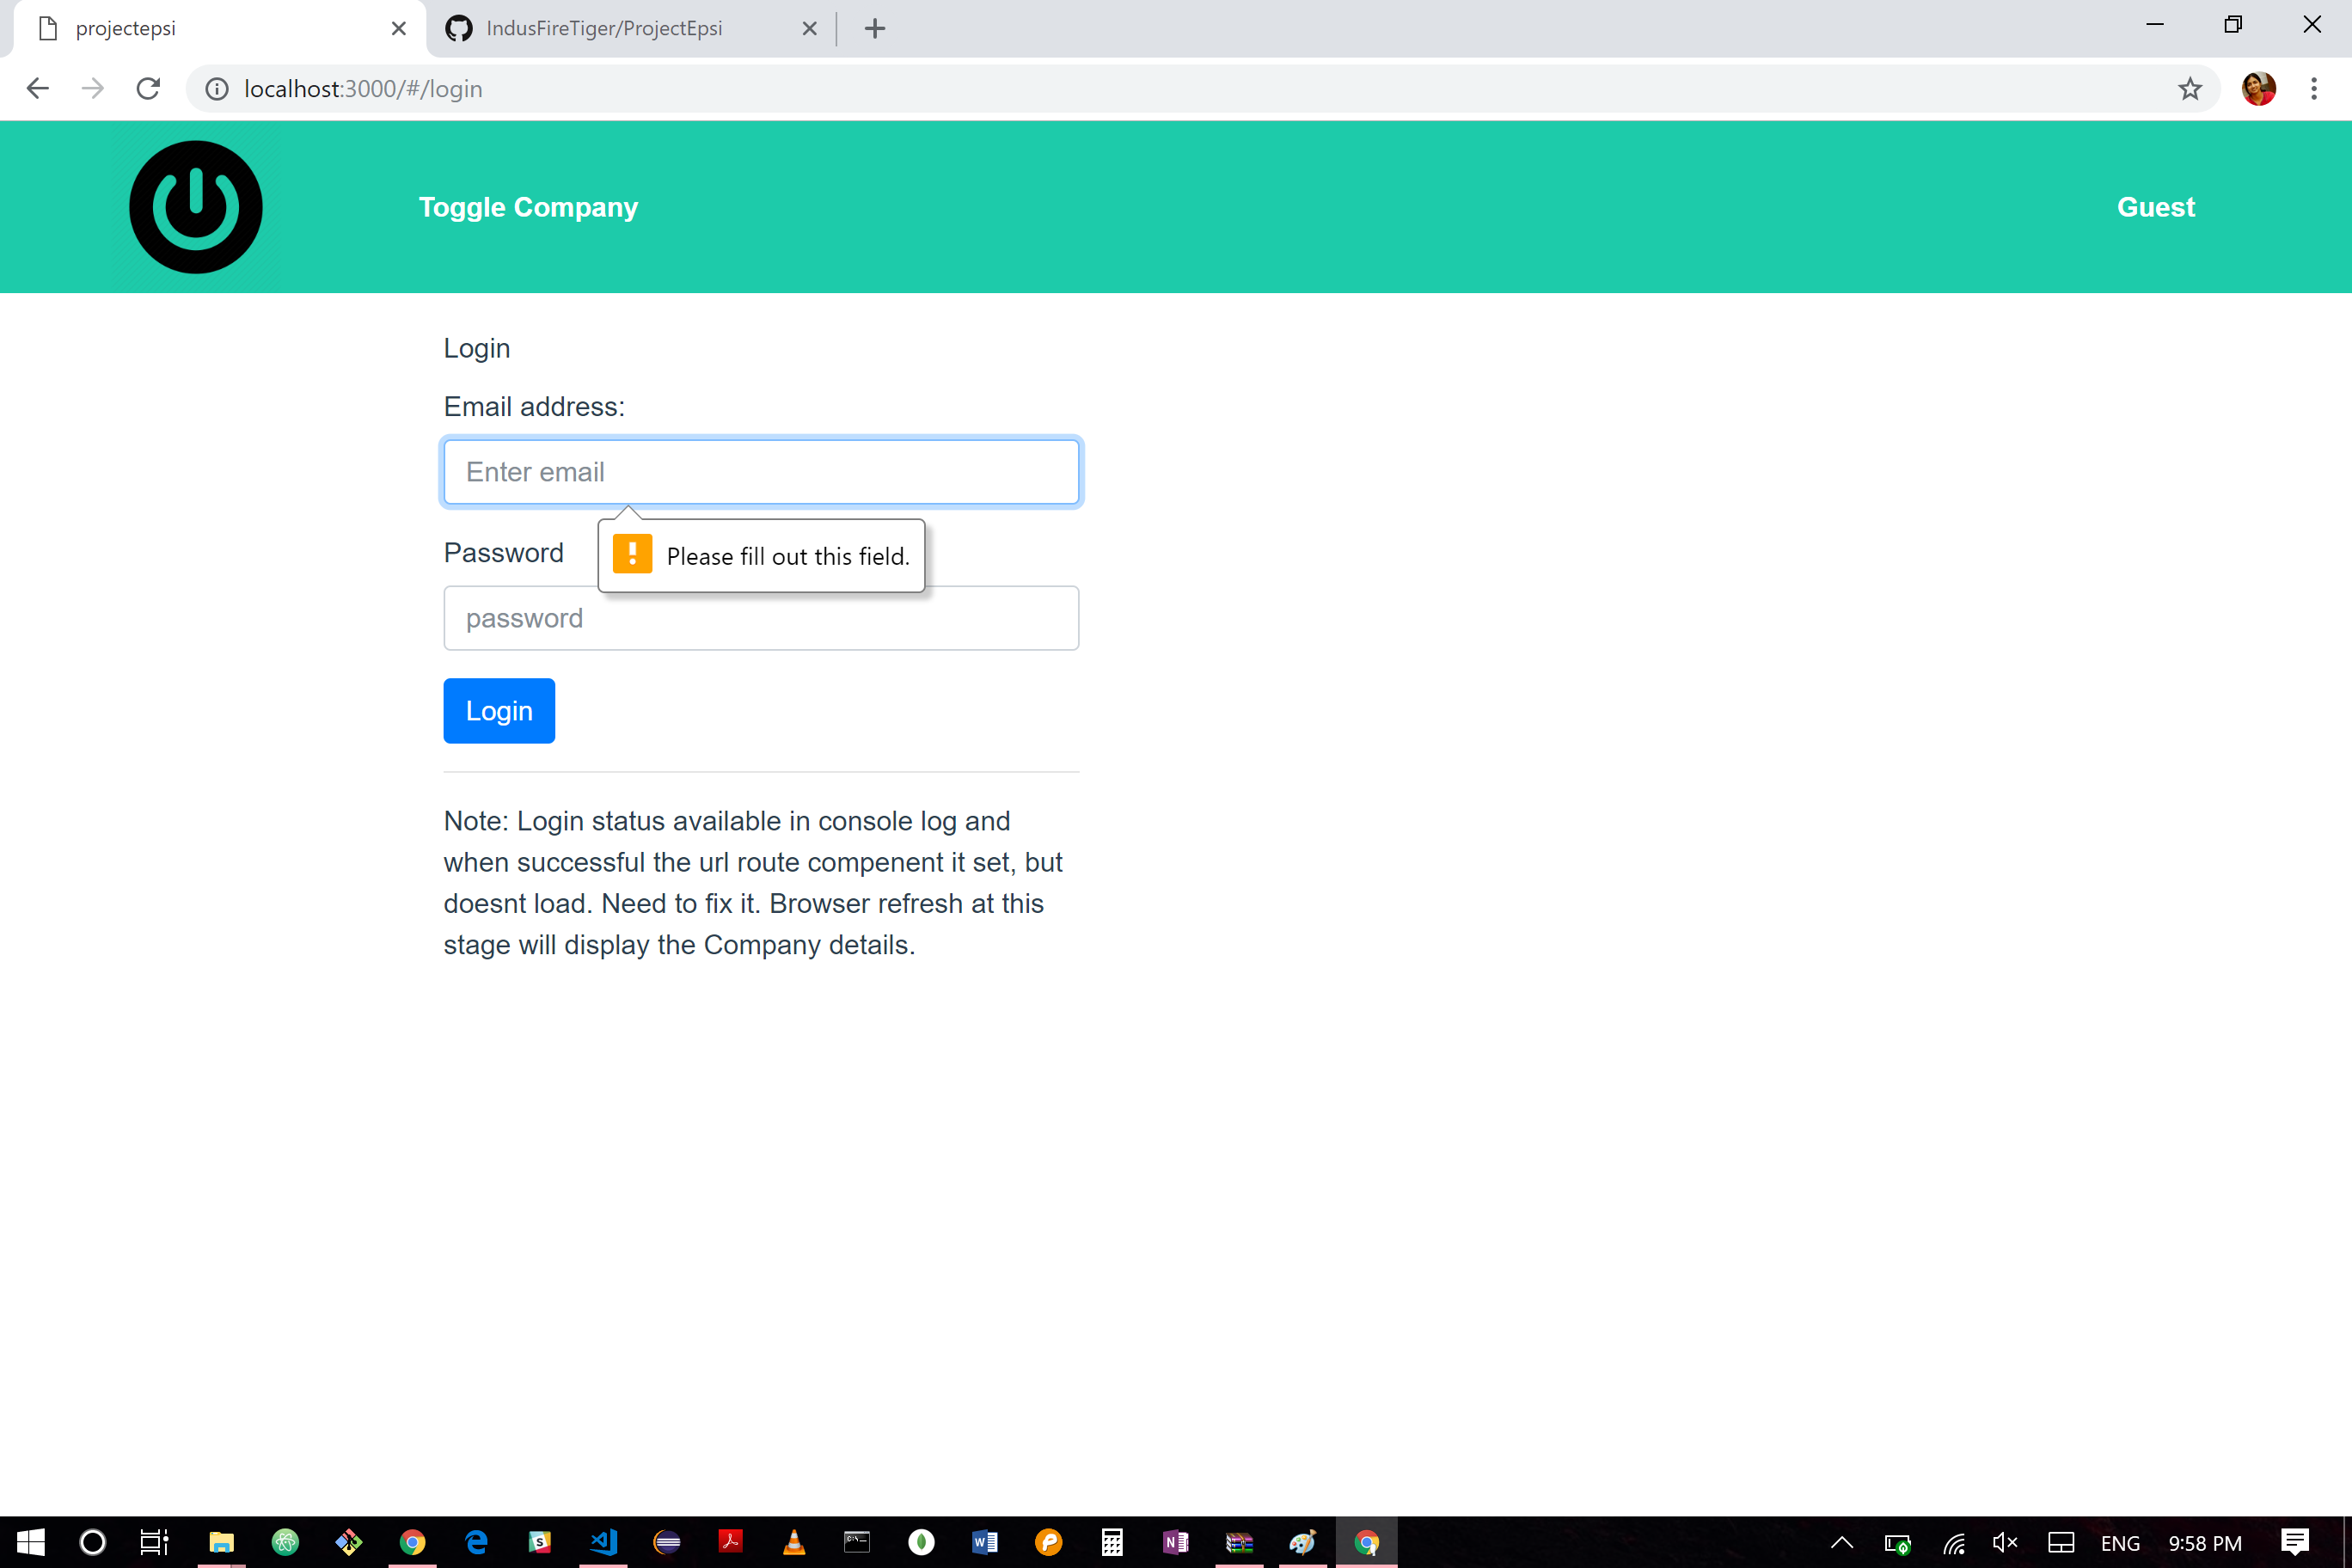 projectepsi
IndusFireTiger/ProjectEpsi
localhost:3000/#/login
Toggle Company
Guest
Login
Email address:
Enter email
Please fill out this field.
Password
password
Login
Note: Login status available in console log and
when successful the url route compenent it set, but
doesnt load. Need to fix it. Browser refresh at this
stage will display the Company details.
ENG
9:58 PM